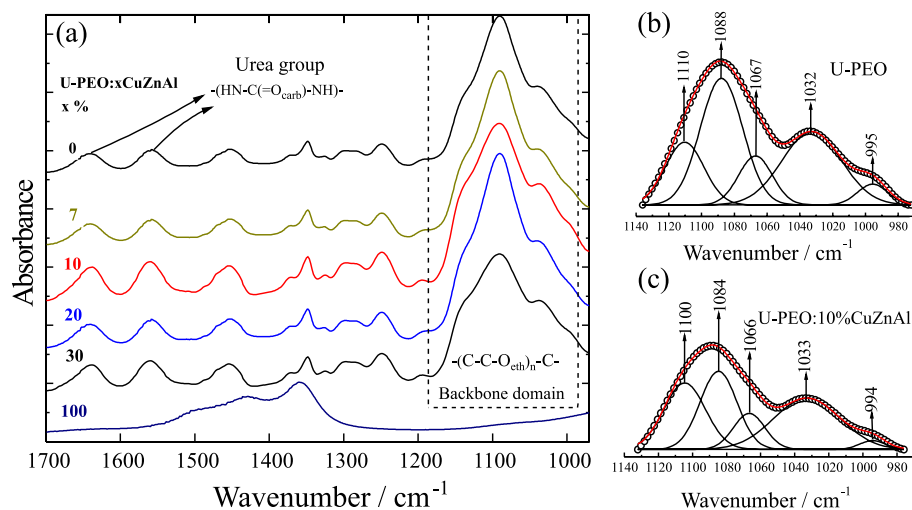 (a)
Urea group
-(HN-C(=O_carb)-NH)-
U-PEO:xCuZnAl
x %
0
7
10
20
30
100
-(C-C-O_eth)_n-C-
Backbone domain
Absorbance
1700 1600 1500 1400 1300 1200 1100 1000
Wavenumber / cm⁻¹
(b)
U-PEO
1110
1088
1067
1032
995
1140 1120 1100 1080 1060 1040 1020 1000 980
Wavenumber / cm⁻¹
(c)
U-PEO:10%CuZnAl
1100
1084
1066
1033
994
1140 1120 1100 1080 1060 1040 1020 1000 980
Wavenumber / cm⁻¹